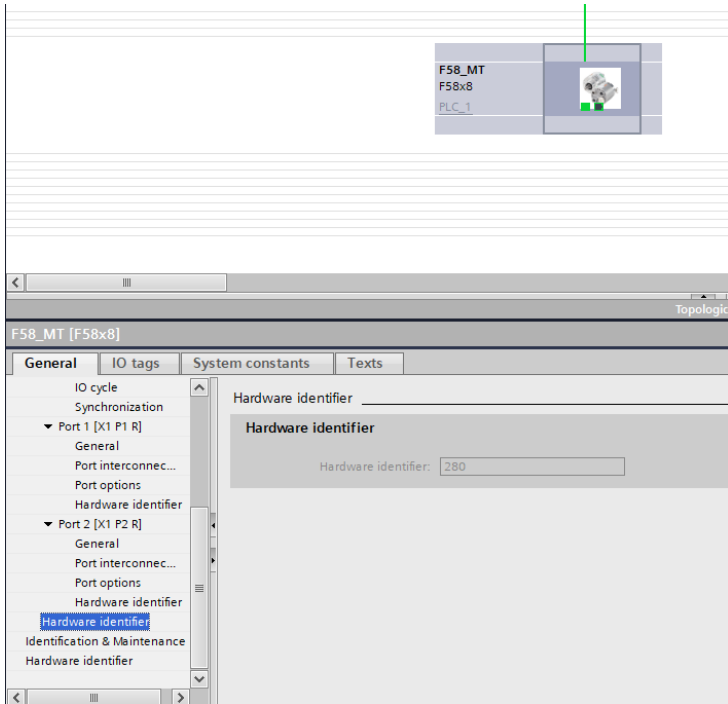 F58_MT
F58x8
PLC_1
Topologic
F58_MT [F58x8]
General IO tags System constants Texts
IO cycle
Synchronization
Port 1 [X1 P1 R]
General
Port interconnec...
Port options
Hardware identifier
Port 2 [X1 P2 R]
General
Port interconnec...
Port options
Hardware identifier
Hardware identifier
Identification & Maintenance
Hardware identifier
Hardware identifier
Hardware identifier
Hardware identifier: 280